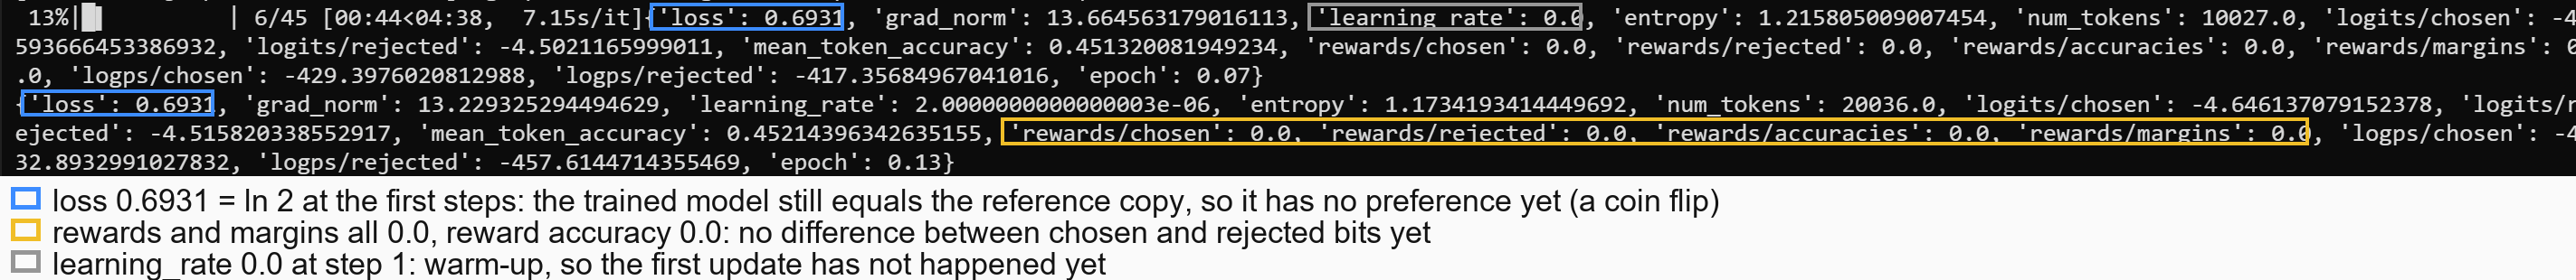 13%|█ | 6/45 [00:44<04:38, 7.15s/it]{'loss': 0.6931, 'grad_norm': 13.664563179016113, 'learning_rate': 0.0, 'entropy': 1.215805009007454, 'num_tokens': 10027.0, 'logits/chosen': -4
593666453386932, 'logits/rejected': -4.5021165999011, 'mean_token_accuracy': 0.451320081949234, 'rewards/chosen': 0.0, 'rewards/rejected': 0.0, 'rewards/accuracies': 0.0, 'rewards/margins': 0
.0, 'logps/chosen': -429.3976020812988, 'logps/rejected': -417.35684967041016, 'epoch': 0.07}
{'loss': 0.6931, 'grad_norm': 13.229325294494629, 'learning_rate': 2.0000000000000003e-06, 'entropy': 1.1734193414449692, 'num_tokens': 20036.0, 'logits/chosen': -4.646137079152378, 'logits/r
ejected': -4.515820338552917, 'mean_token_accuracy': 0.45214396342635155, 'rewards/chosen': 0.0, 'rewards/rejected': 0.0, 'rewards/accuracies': 0.0, 'rewards/margins': 0.0, 'logps/chosen': -4
32.8932991027832, 'logps/rejected': -457.6144714355469, 'epoch': 0.13}
loss 0.6931 = ln 2 at the first steps: the trained model still equals the reference copy, so it has no preference yet (a coin flip)
rewards and margins all 0.0, reward accuracy 0.0: no difference between chosen and rejected bits yet
learning_rate 0.0 at step 1: warm-up, so the first update has not happened yet